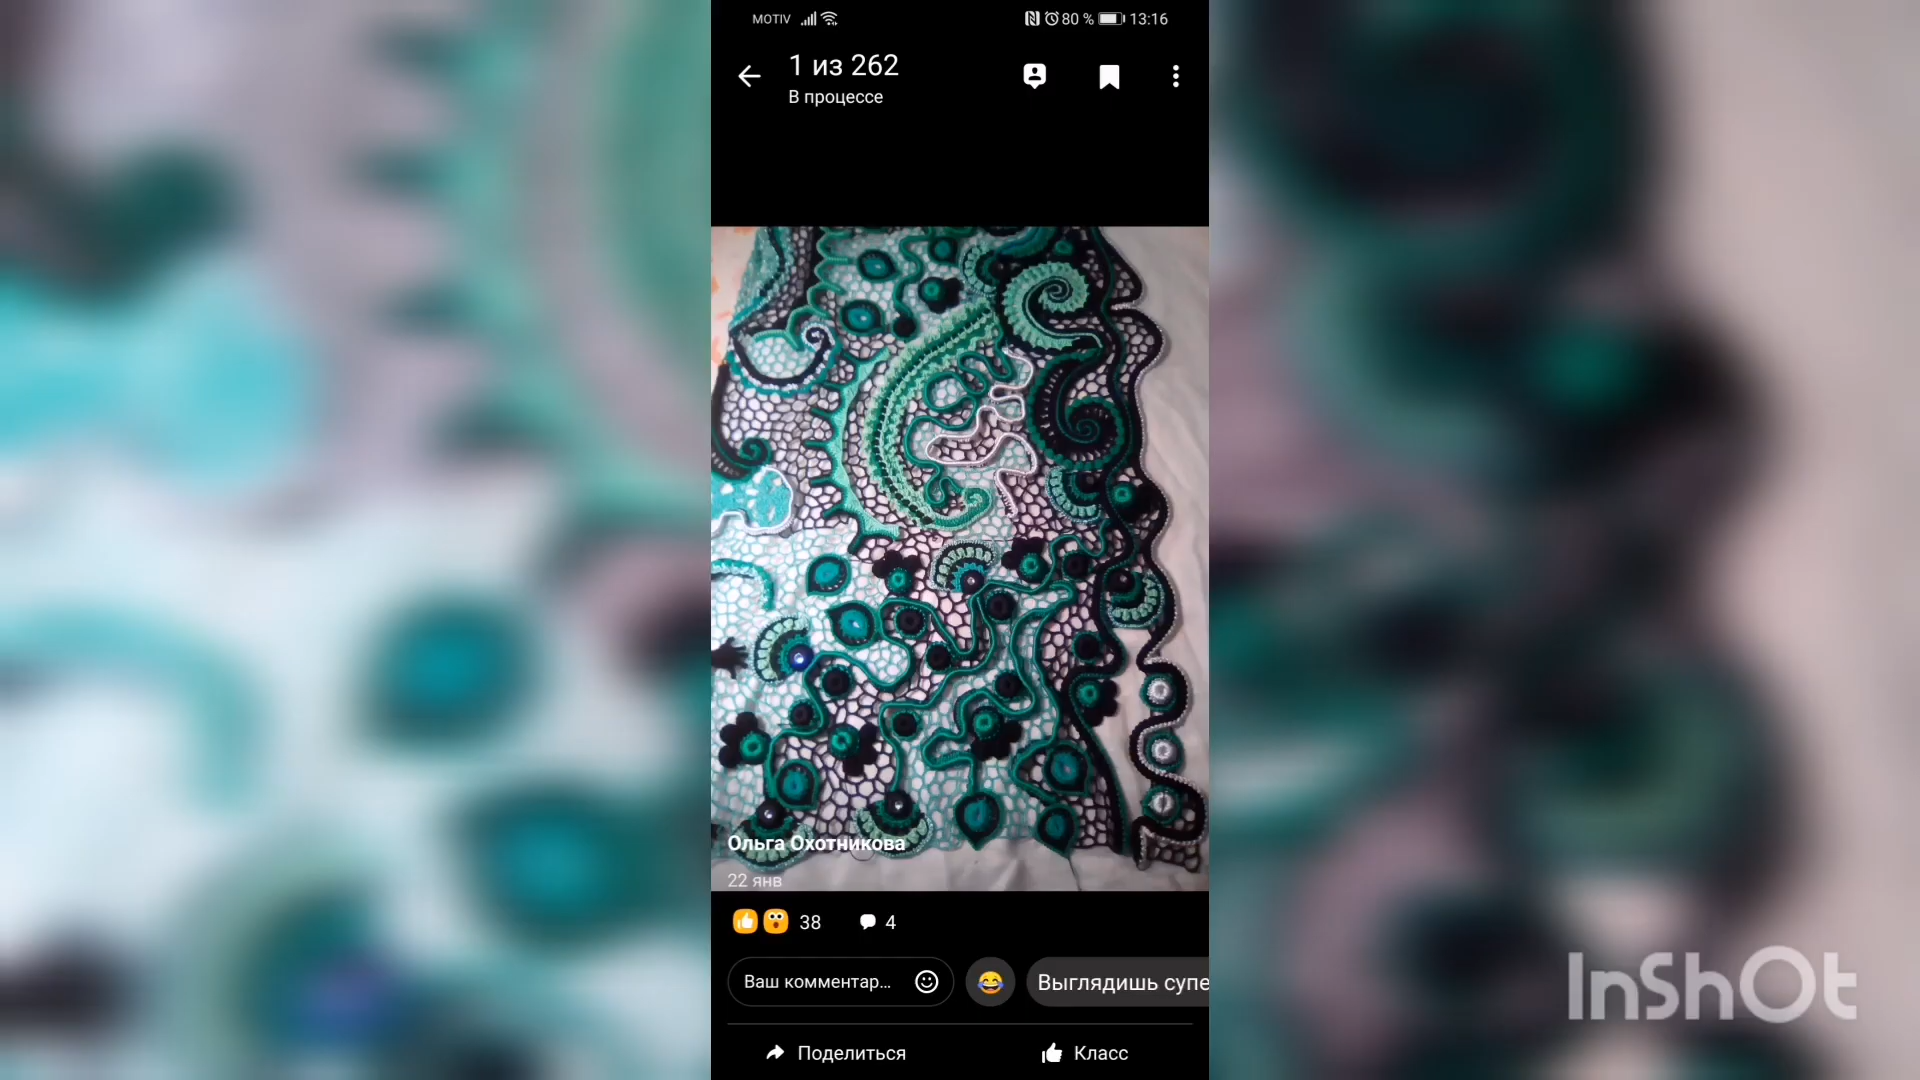 MOTIV
80 %
13:16
1 из 262
В процессе
Ольга Охотникова
22 янв
38
4
Ваш комментар...
Выглядишь супе
Поделиться
Класс
InShOt